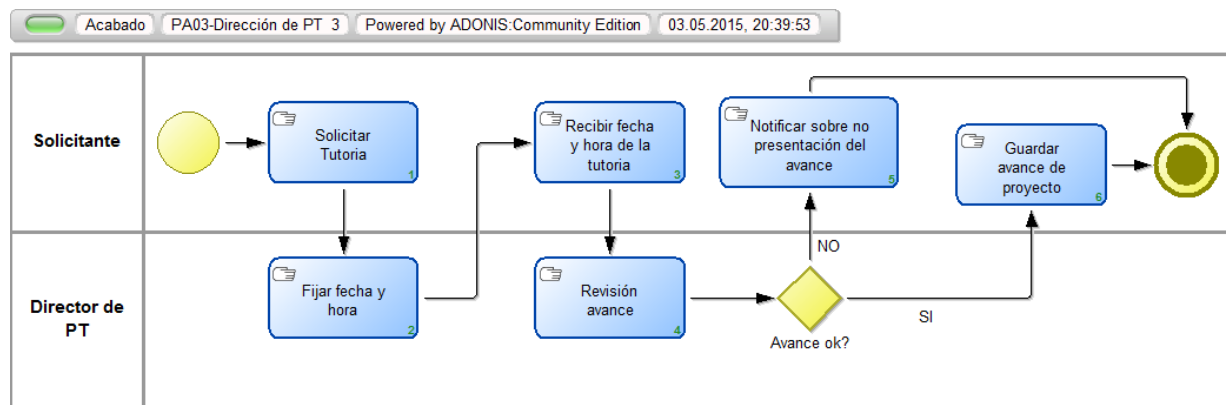 Acabado PA03-Dirección de PT 3 Powered by ADONIS:Community Edition 03.05.2015, 20:39:53
Solicitante
Solicitar
Tutoria
1
Recibir fecha
y hora de la
tutoria
3
Notificar sobre no
presentación del
avance
5
Guardar
avance de
proyecto
6
Director de
PT
Fijar fecha y
hora
2
Revisión
avance
4
NO
SI
Avance ok?